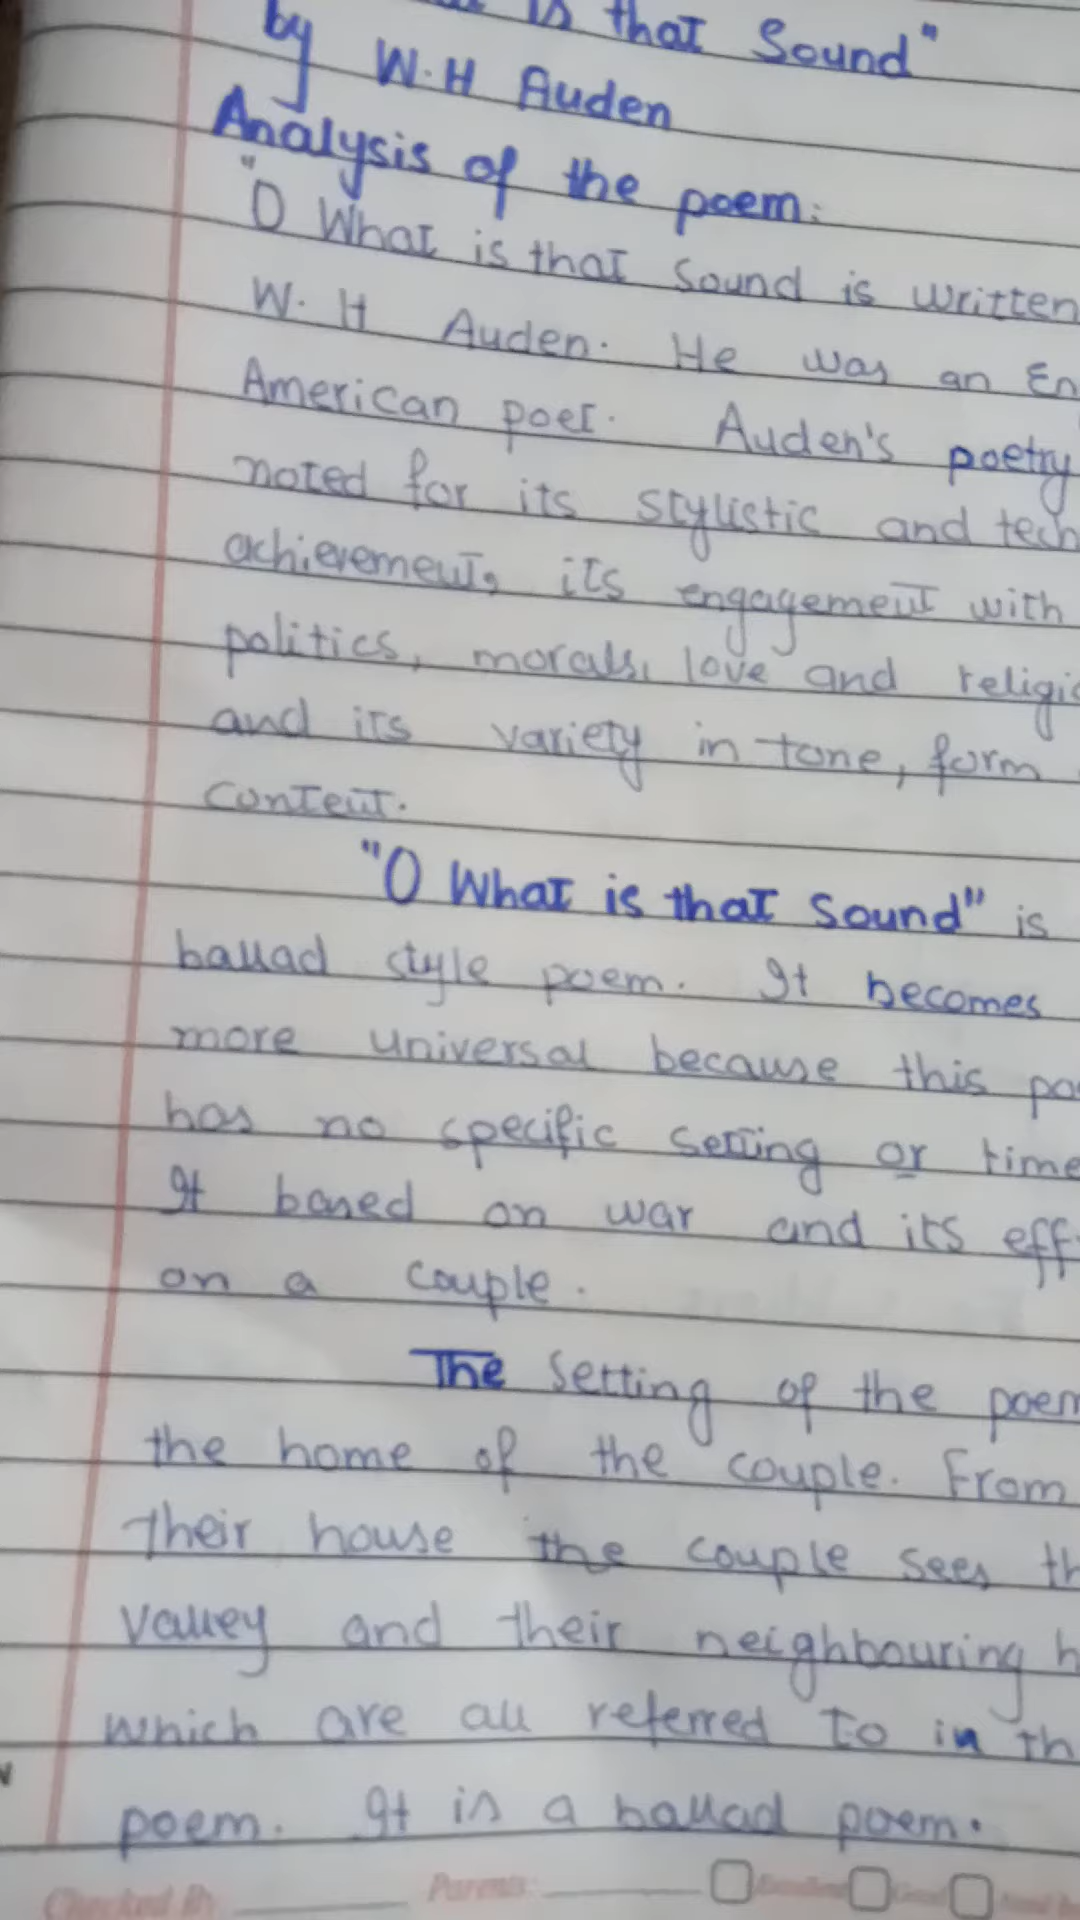 is that Sound"
by W.H Auden
Analysis of the poem:
"O What is that Sound is written
W. H Auden. He was an En
American poet. Auden's poetry
noted for its stylistic and tech
achievement, its engagement with
politics, morals, love and religio
and its variety in tone, form
content.
"O What is that Sound" is
ballad style poem. It becomes
more universal because this po
has no specific setting or time
It based on war and its eff
on a couple.
The Setting of the poem
the home of the couple. From
their house the couple sees th
valley and their neighbouring h
which are all referred to in th
poem. It is a ballad poem.
Checked By Parents: